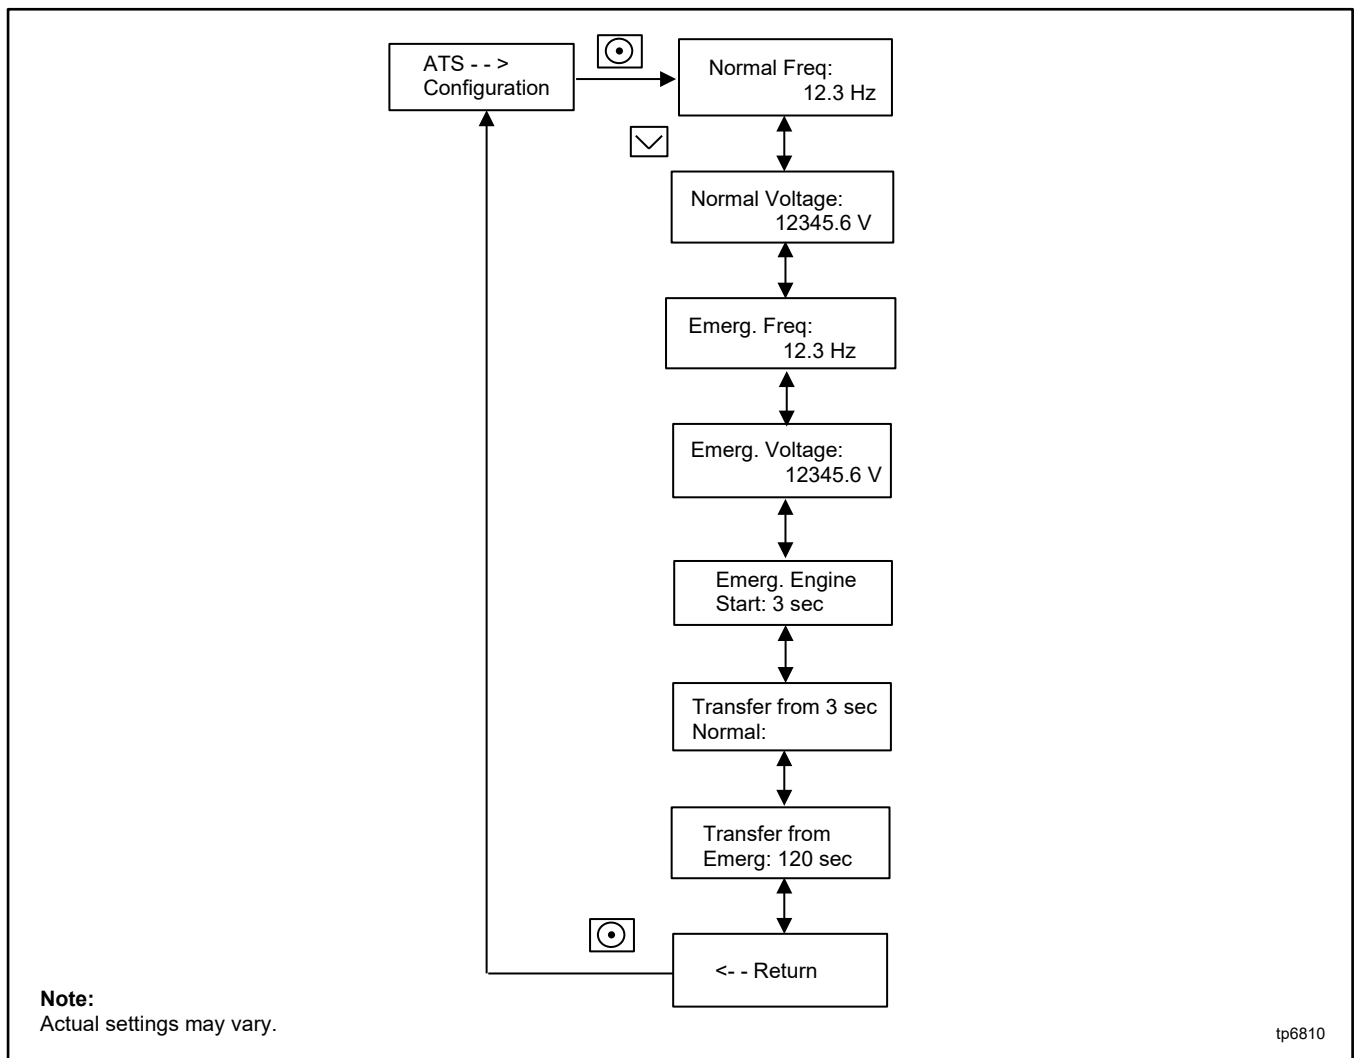 ATS - - >
Configuration
Normal Freq:
12.3 Hz
Normal Voltage:
12345.6 V
Emerg. Freq:
12.3 Hz
Emerg. Voltage:
12345.6 V
Emerg. Engine
Start: 3 sec
Transfer from 3 sec
Normal:
Transfer from
Emerg: 120 sec
<- - Return
Note:
Actual settings may vary.
tp6810